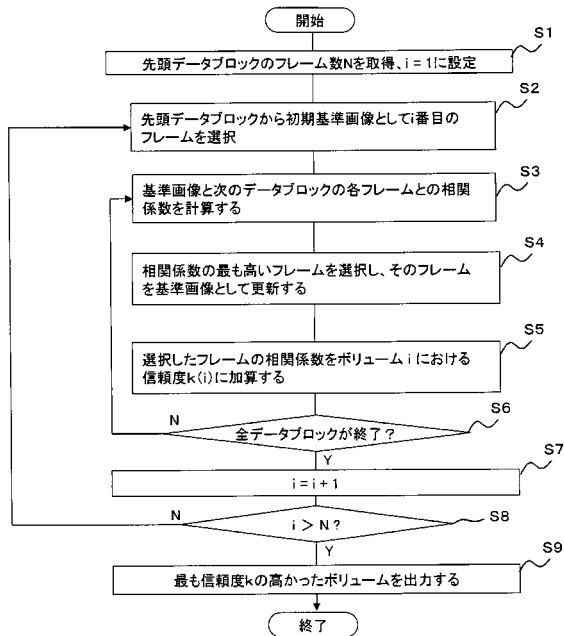 開始
S1
先頭データブロックのフレーム数Nを取得、i = 1に設定
S2
先頭データブロックから初期基準画像としてi番目の
フレームを選択
S3
基準画像と次のデータブロックの各フレームとの相関
係数を計算する
S4
相関係数の最も高いフレームを選択し、そのフレーム
を基準画像として更新する
S5
選択したフレームの相関係数をボリューム i における
信頼度k(i)に加算する
S6
N
全データブロックが終了?
Y
S7
i = i + 1
N
i > N?
S8
Y
S9
最も信頼度kの高かったボリュームを出力する
終了